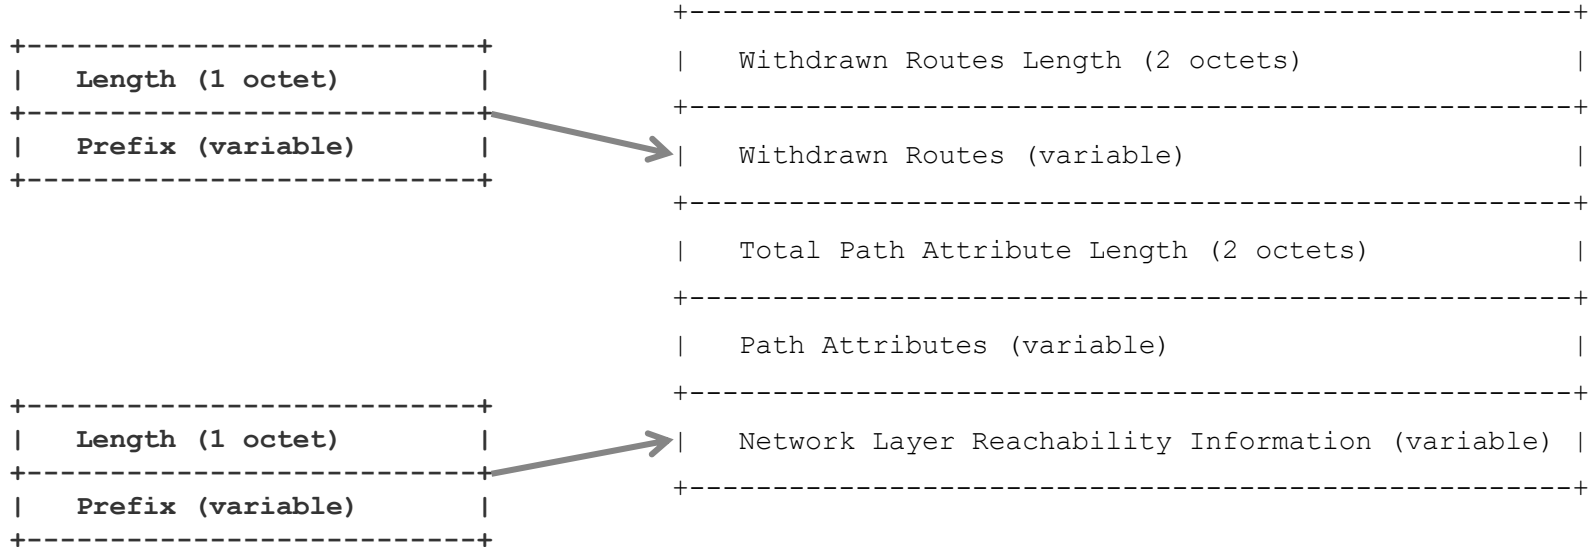 +---------------------------+
|   Length (1 octet)        |
+---------------------------+
|   Prefix (variable)       |
+---------------------------+
+---------------------------+
|   Length (1 octet)        |
+---------------------------+
|   Prefix (variable)       |
+---------------------------+
+-----------------------------------------------------+
|   Withdrawn Routes Length (2 octets)                |
+-----------------------------------------------------+
|   Withdrawn Routes (variable)                       |
+-----------------------------------------------------+
|   Total Path Attribute Length (2 octets)            |
+-----------------------------------------------------+
|   Path Attributes (variable)                        |
+-----------------------------------------------------+
|   Network Layer Reachability Information (variable) |
+-----------------------------------------------------+